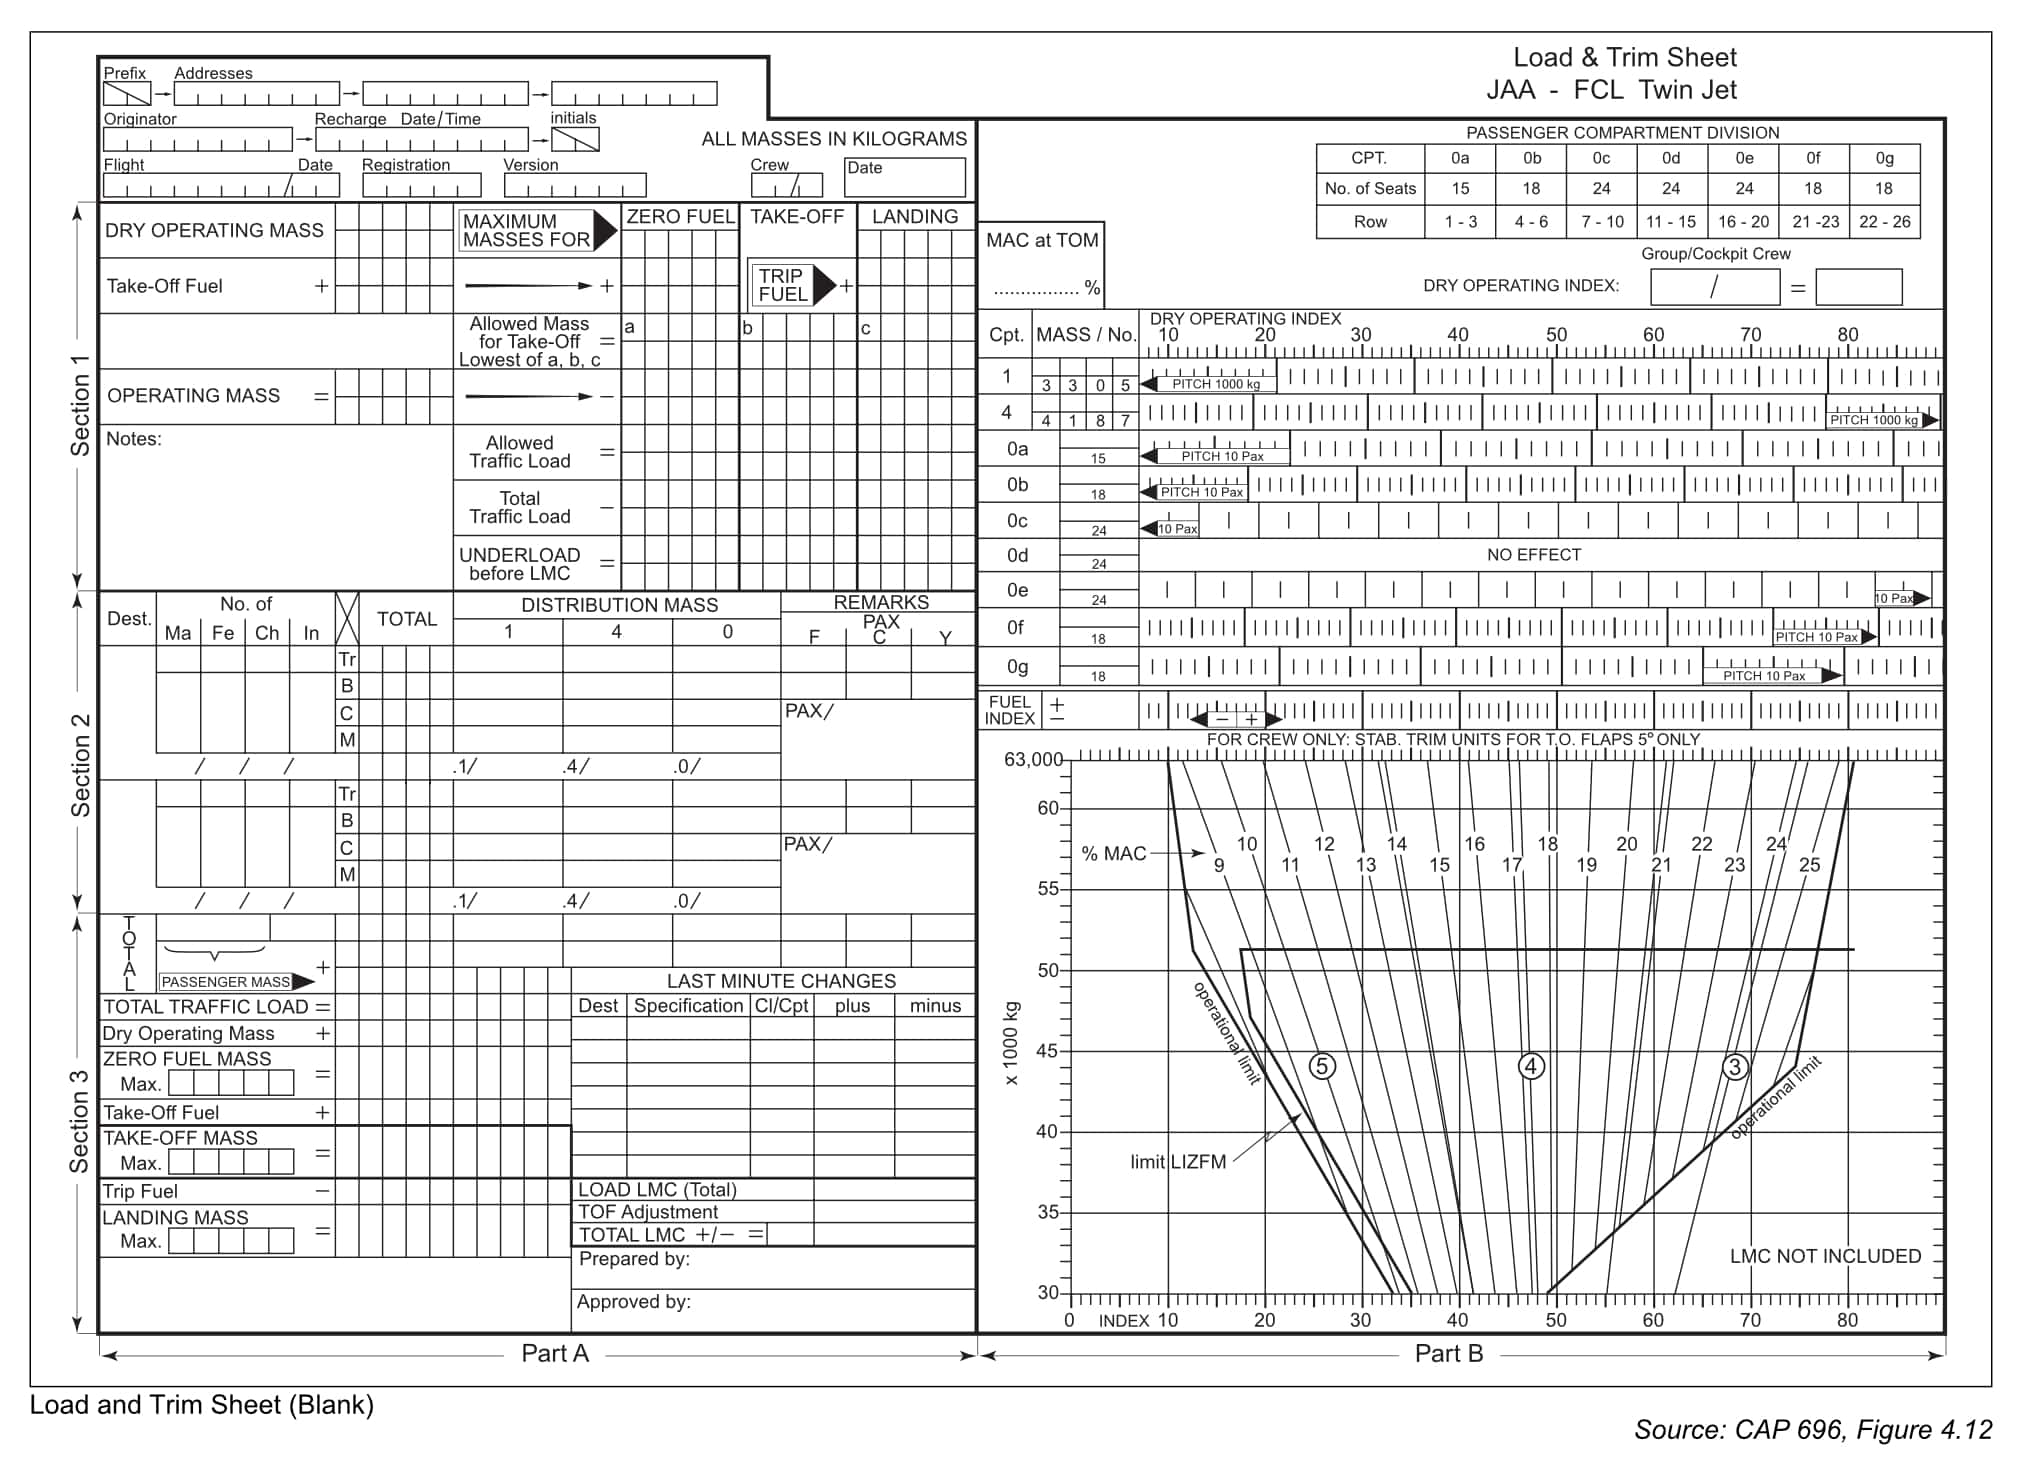 Load & Trim Sheet
JAA - FCL Twin Jet
Prefix Addresses
Originator Recharge Date/Time initials
ALL MASSES IN KILOGRAMS
Flight Date Registration Version Crew Date
/ /
DRY OPERATING MASS
MAXIMUM
MASSES FOR
ZERO FUEL TAKE-OFF LANDING
Take-Off Fuel +
+
TRIP
FUEL
+
Allowed Mass
for Take-Off =
Lowest of a, b, c
a b c
OPERATING MASS =
−
Notes:
Allowed
Traffic Load =
Total
Traffic Load −
UNDERLOAD
before LMC =
Section 1
Dest. No. of TOTAL DISTRIBUTION MASS REMARKS
Ma Fe Ch In 1 4 0 PAX
F C Y
Tr
B
C PAX/
M
/ / / .1/ .4/ .0/
Tr
B
C PAX/
M
/ / / .1/ .4/ .0/
Section 2
TOTAL
PASSENGER MASS +
TOTAL TRAFFIC LOAD =
Dry Operating Mass +
ZERO FUEL MASS
Max. =
Take-Off Fuel +
TAKE-OFF MASS
Max. =
Trip Fuel −
LANDING MASS
Max. =
Section 3
LAST MINUTE CHANGES
Dest Specification Cl/Cpt plus minus
LOAD LMC (Total)
TOF Adjustment
TOTAL LMC +/− =
Prepared by:
Approved by:
Part A
PASSENGER COMPARTMENT DIVISION
CPT. 0a 0b 0c 0d 0e 0f 0g
No. of Seats 15 18 24 24 24 18 18
Row 1 - 3 4 - 6 7 - 10 11 - 15 16 - 20 21 -23 22 - 26
MAC at TOM
............... %
Group/Cockpit Crew
DRY OPERATING INDEX: / =
Cpt. MASS / No.
DRY OPERATING INDEX
10 20 30 40 50 60 70 80
1 3 3 0 5 PITCH 1000 kg
4 4 1 8 7 PITCH 1000 kg
0a 15 PITCH 10 Pax
0b 18 PITCH 10 Pax
0c 24 10 Pax
0d 24 NO EFFECT
0e 24 10 Pax
0f 18 PITCH 10 Pax
0g 18 PITCH 10 Pax
FUEL
INDEX
+
−
− +
FOR CREW ONLY: STAB. TRIM UNITS FOR T.O. FLAPS 5° ONLY
63,000
60
% MAC
10 12 14 16 18 20 22 24
9 11 13 15 17 19 21 23 25
55
50
operational limit
x 1000 kg
45
5 4 3
operational limit
40
limit LIZFM
35
LMC NOT INCLUDED
30
0 INDEX 10 20 30 40 50 60 70 80
Part B
Load and Trim Sheet (Blank)
Source: CAP 696, Figure 4.12